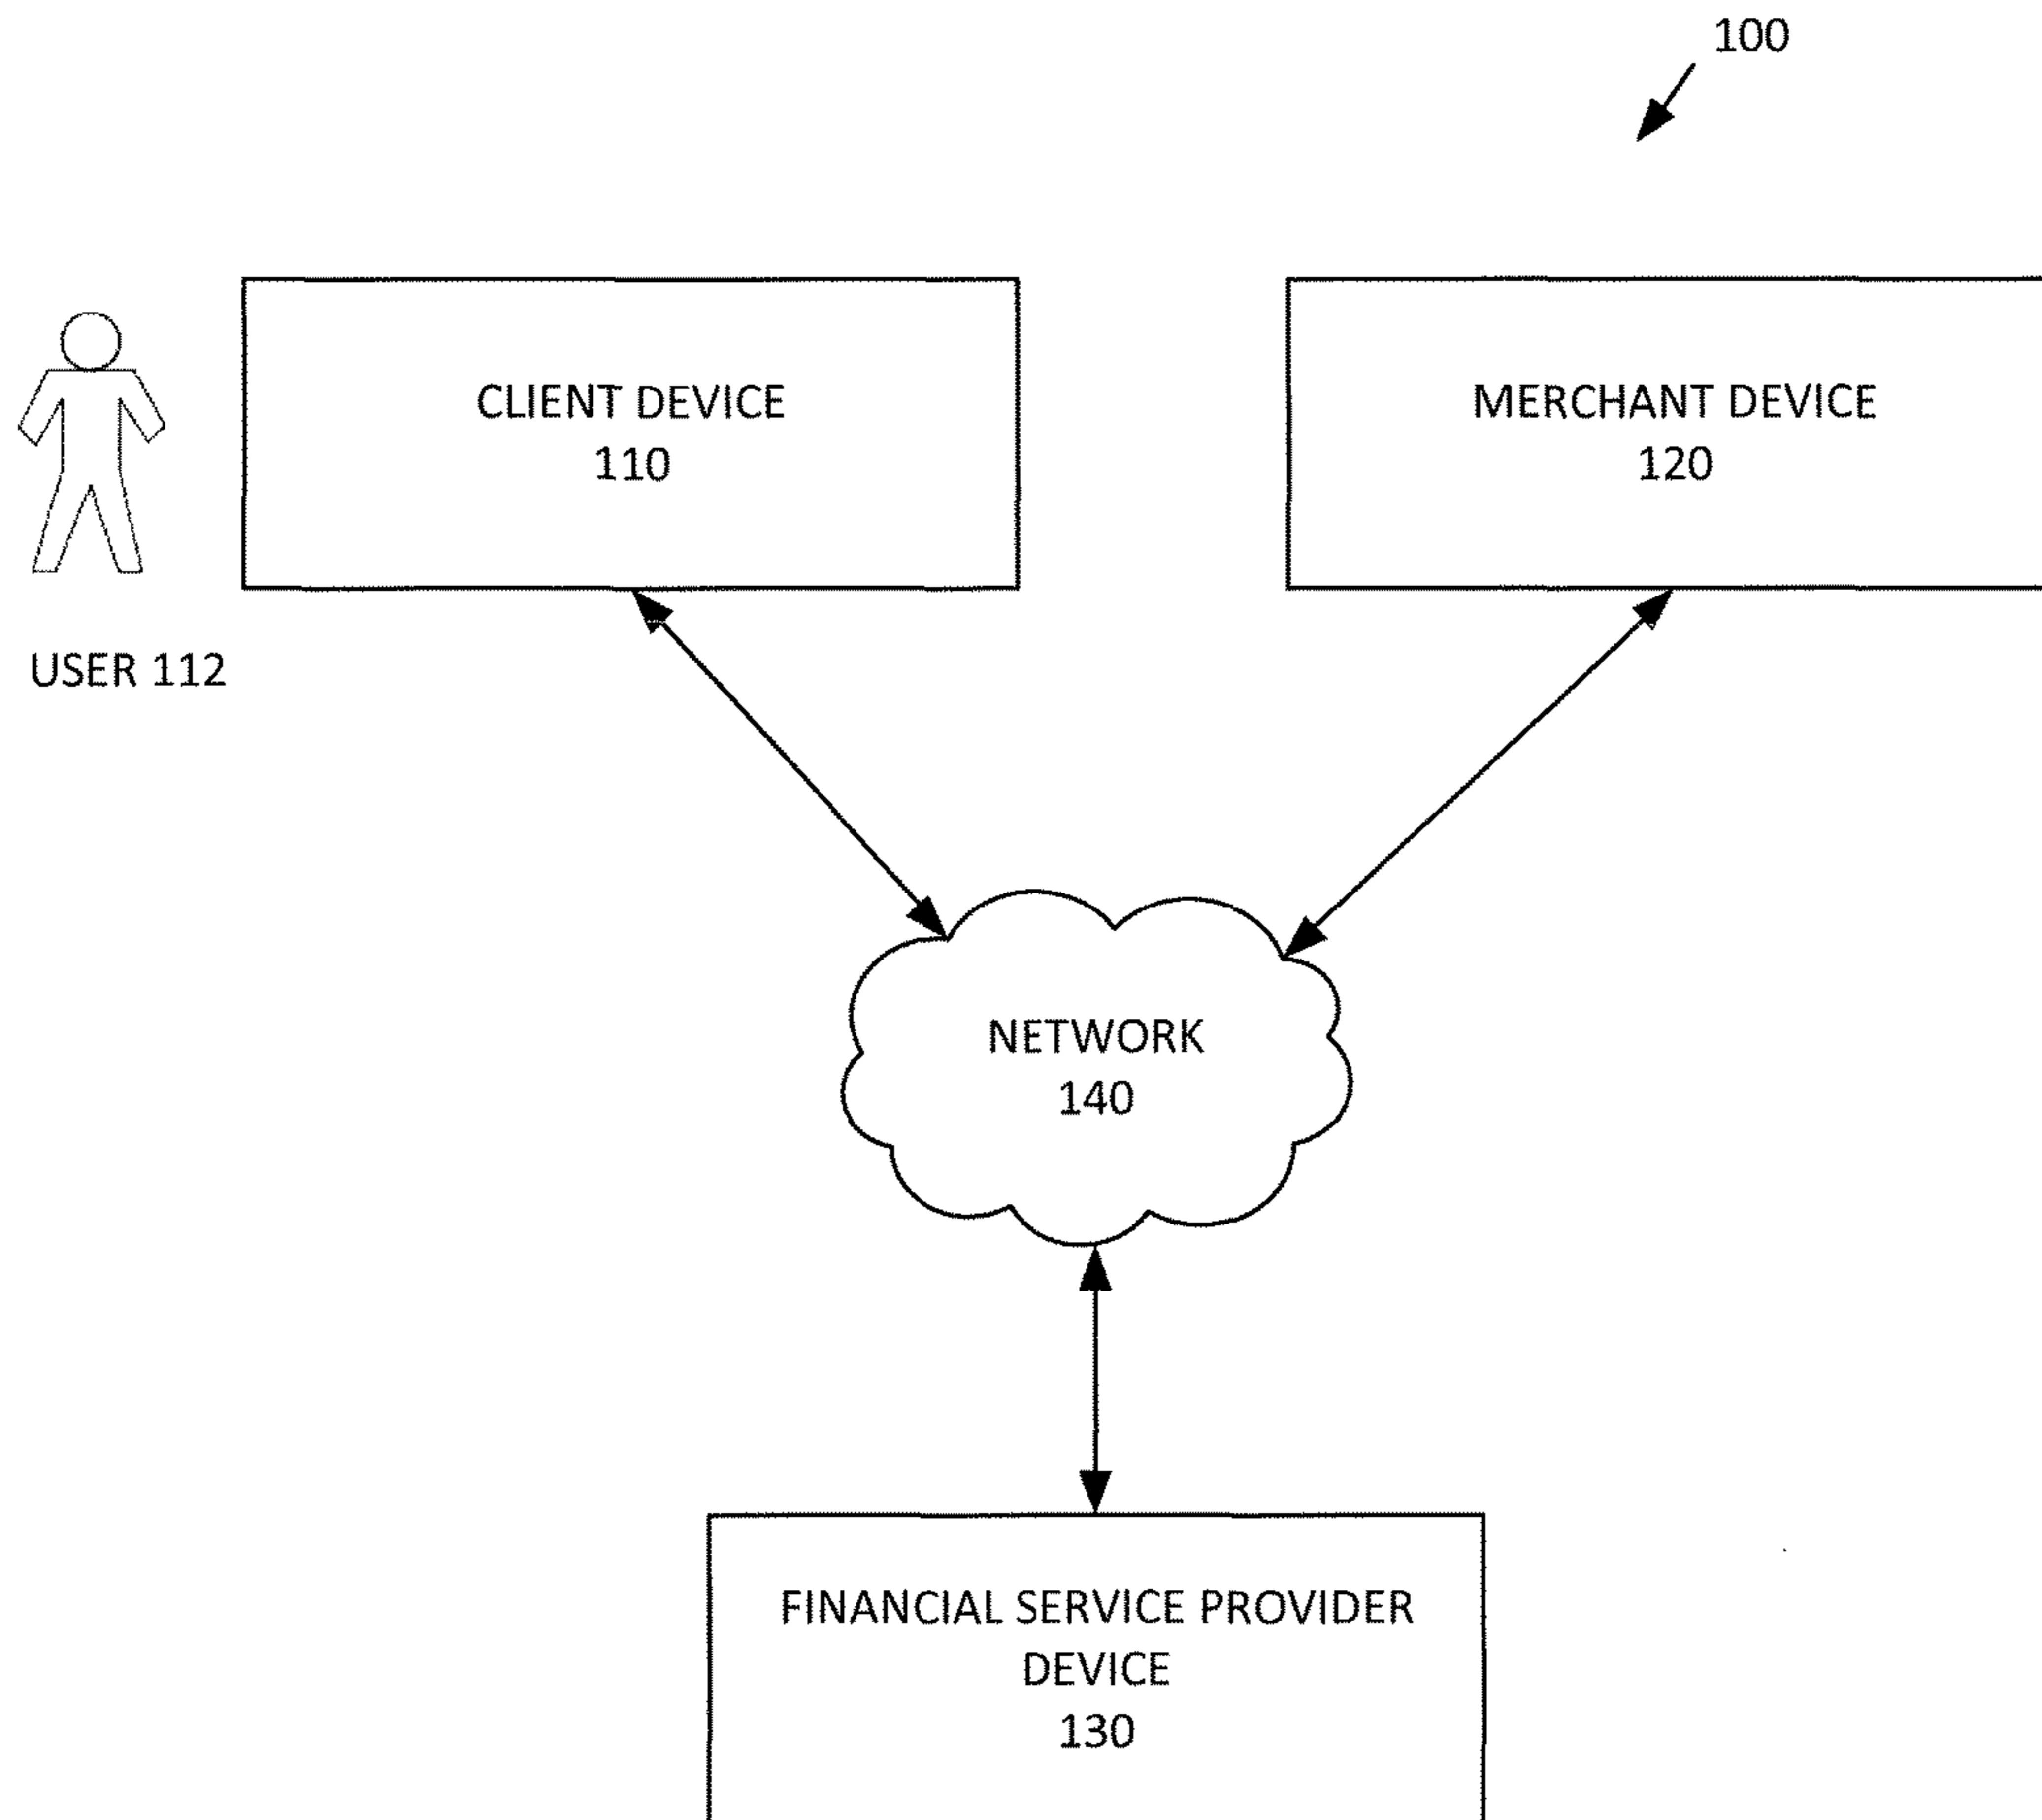 100
CLIENT DEVICE
110
MERCHANT DEVICE
120
USER 112
NETWORK
140
FINANCIAL SERVICE PROVIDER
DEVICE
130